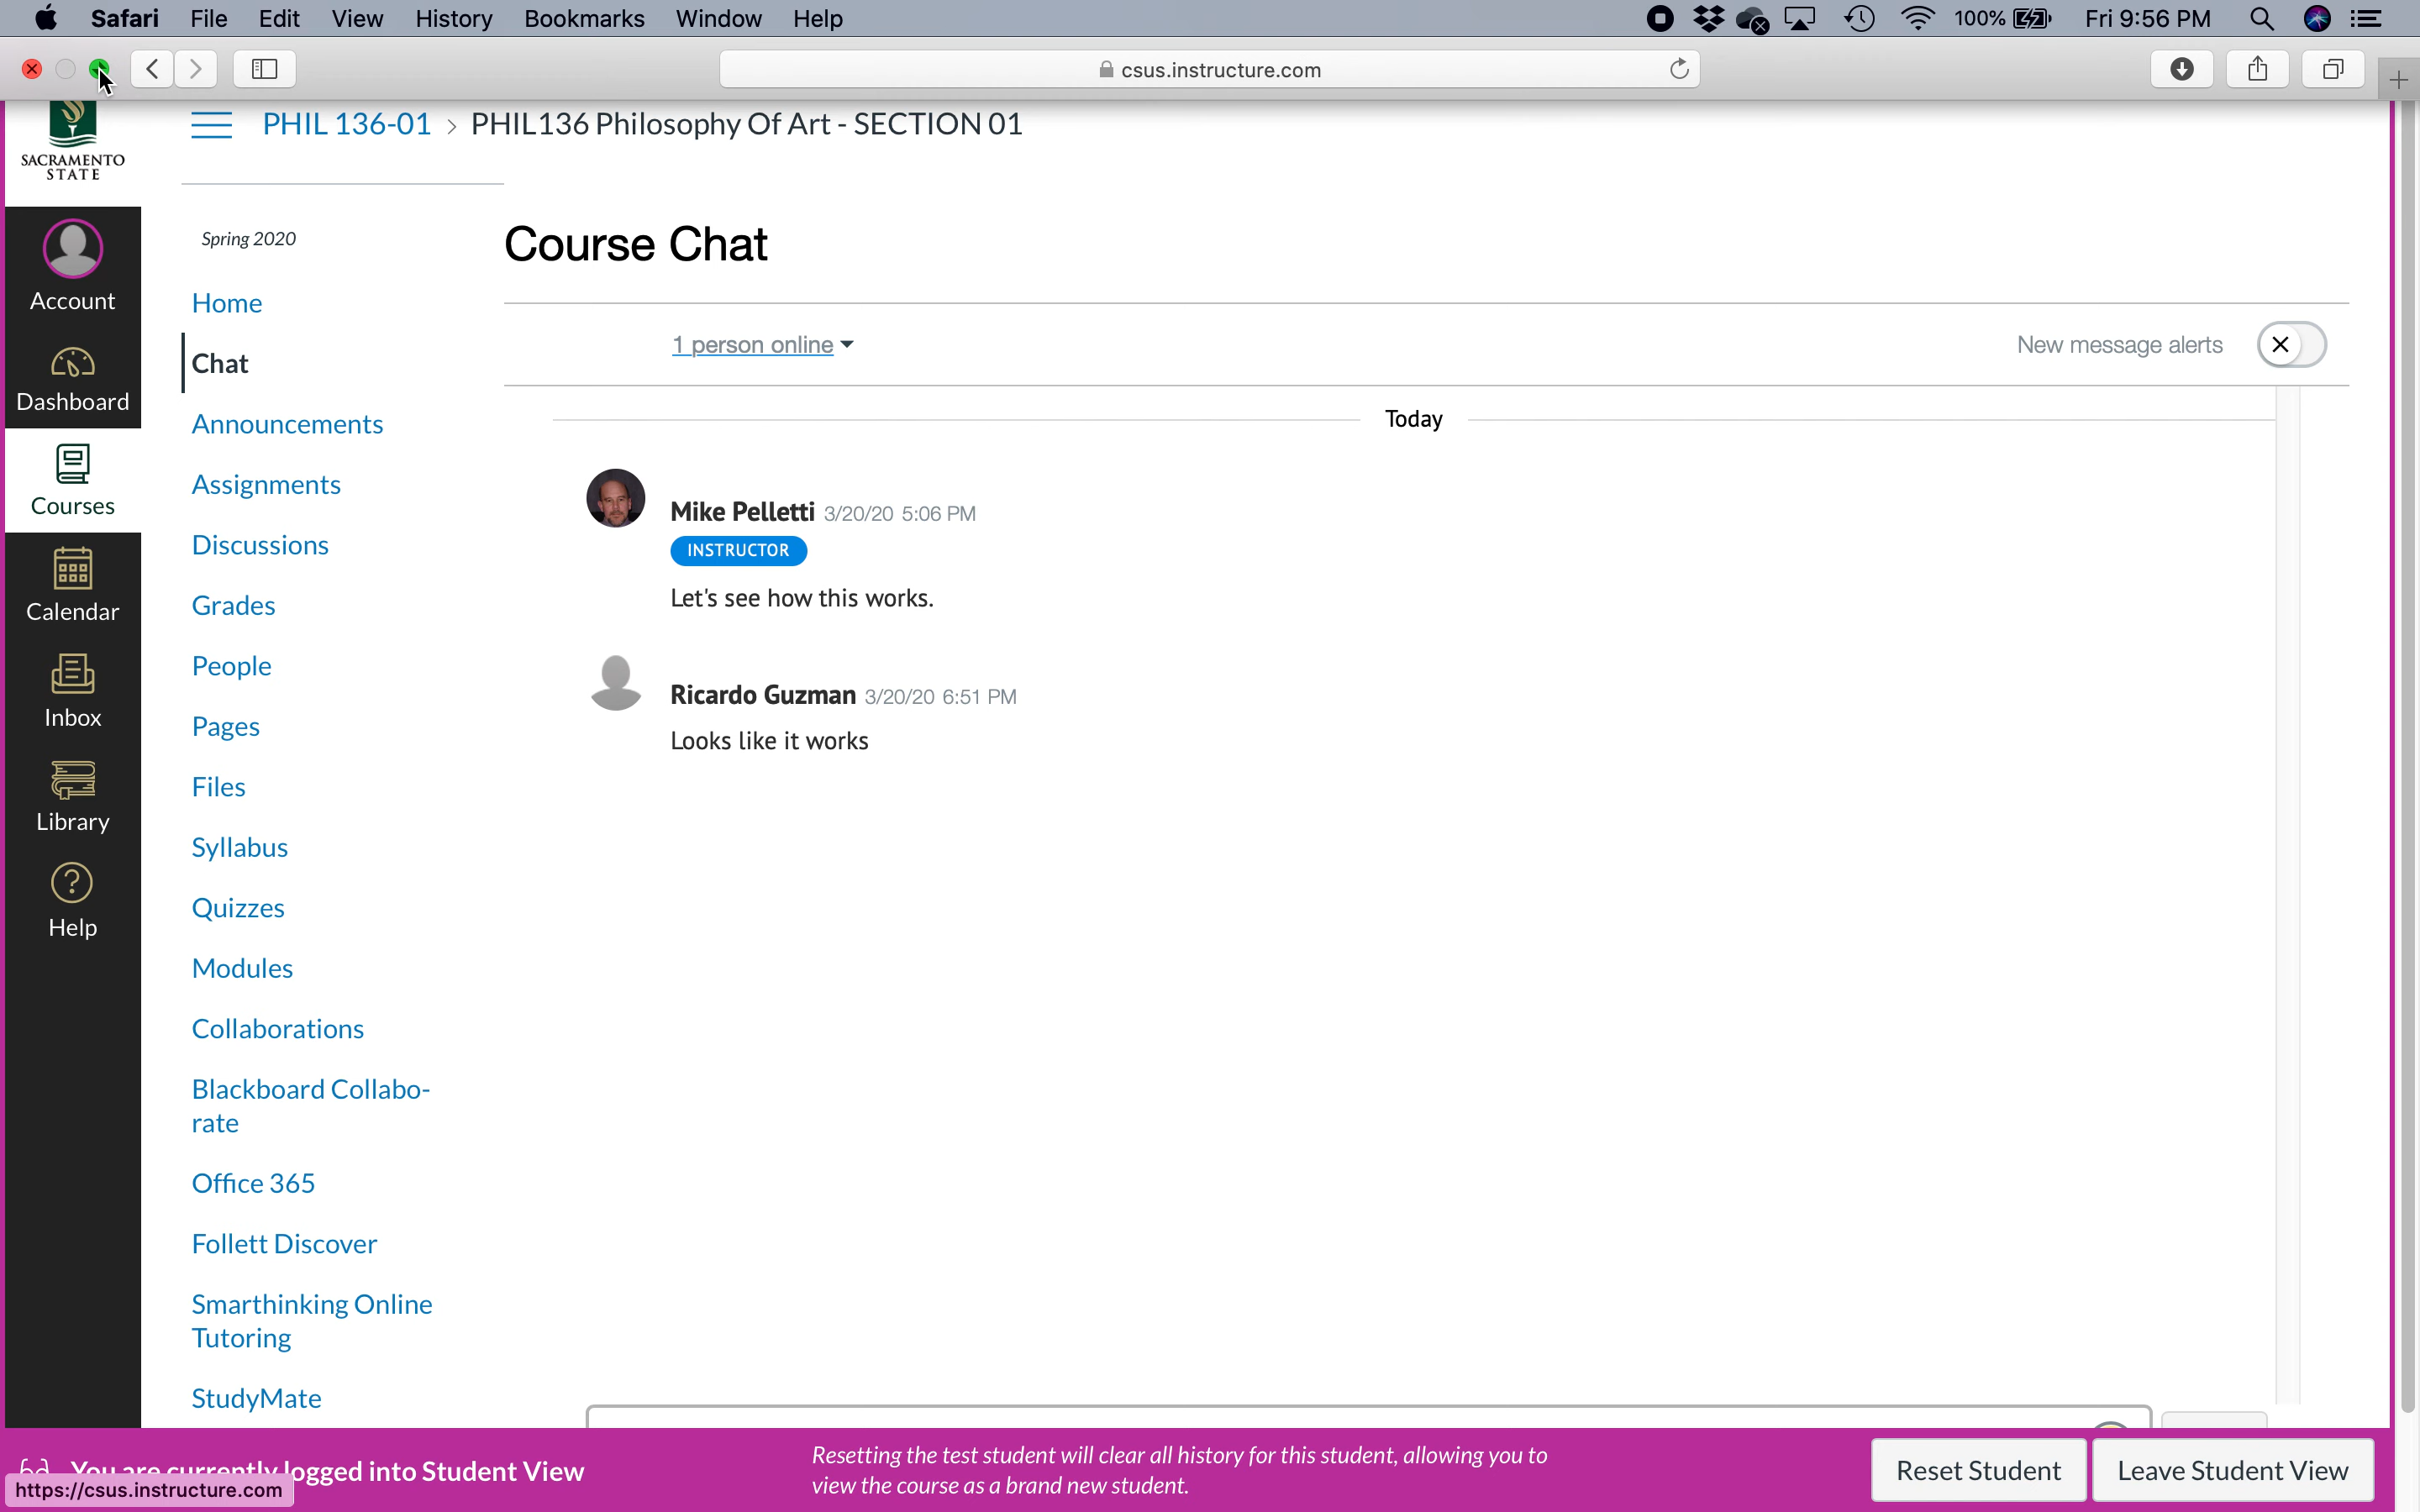 Safari File Edit View History Bookmarks Window Help 100% Fri 9:56 PM
csus.instructure.com
SACRAMENTO
STATE
PHIL 136-01 > PHIL136 Philosophy Of Art - SECTION 01
Account
Dashboard
Courses
Calendar
Inbox
Library
Help
Spring 2020
Home
Chat
Announcements
Assignments
Discussions
Grades
People
Pages
Files
Syllabus
Quizzes
Modules
Collaborations
Blackboard Collabo-
rate
Office 365
Follett Discover
Smarthinking Online
Tutoring
StudyMate
Course Chat
1 person online
New message alerts
Today
Mike Pelletti 3/20/20 5:06 PM
INSTRUCTOR
Let's see how this works.
Ricardo Guzman 3/20/20 6:51 PM
Looks like it works
You are currently logged into Student View
https://csus.instructure.com
Resetting the test student will clear all history for this student, allowing you to
view the course as a brand new student.
Reset Student
Leave Student View